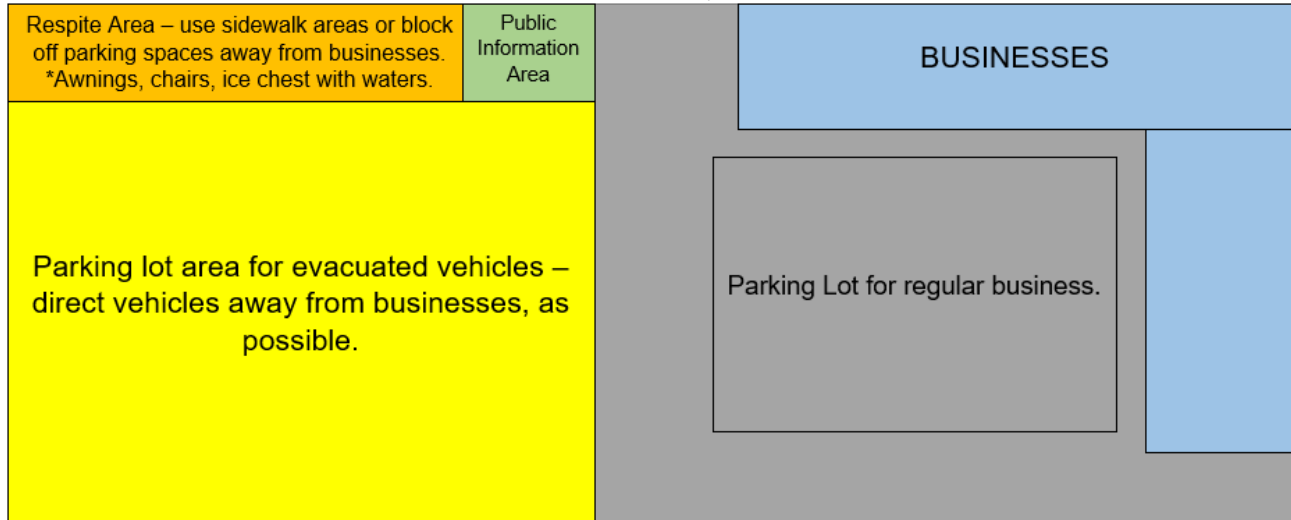 Respite Area – use sidewalk areas or block
off parking spaces away from businesses.
*Awnings, chairs, ice chest with waters.
Public
Information
Area
BUSINESSES
Parking lot area for evacuated vehicles –
direct vehicles away from businesses, as
possible.
Parking Lot for regular business.